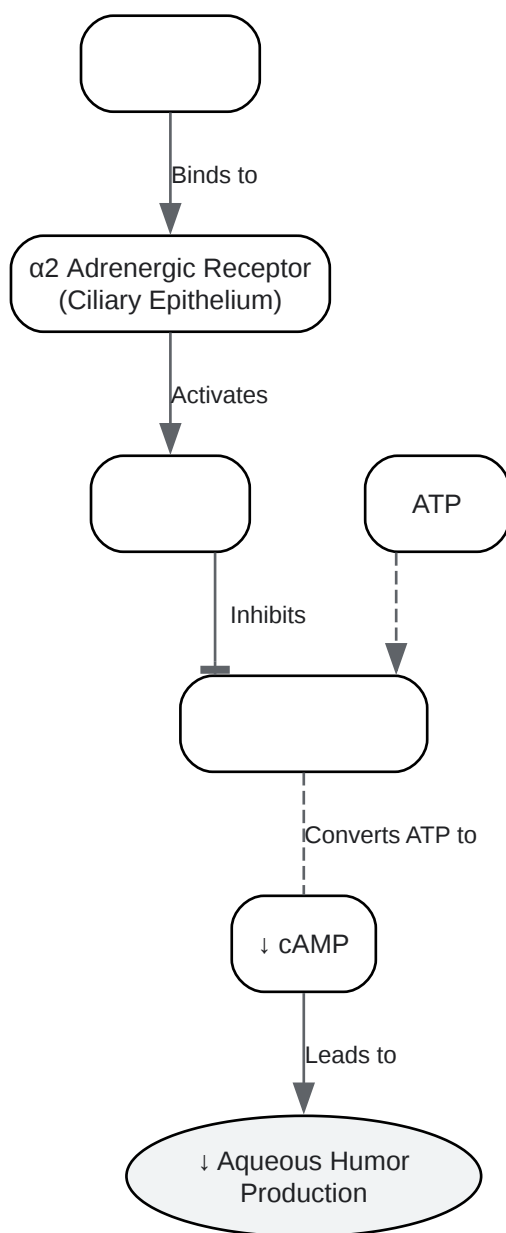 Binds to
α2 Adrenergic Receptor
(Ciliary Epithelium)
Activates
ATP
Inhibits
Converts ATP to
↓ cAMP
Leads to
↓ Aqueous Humor
Production